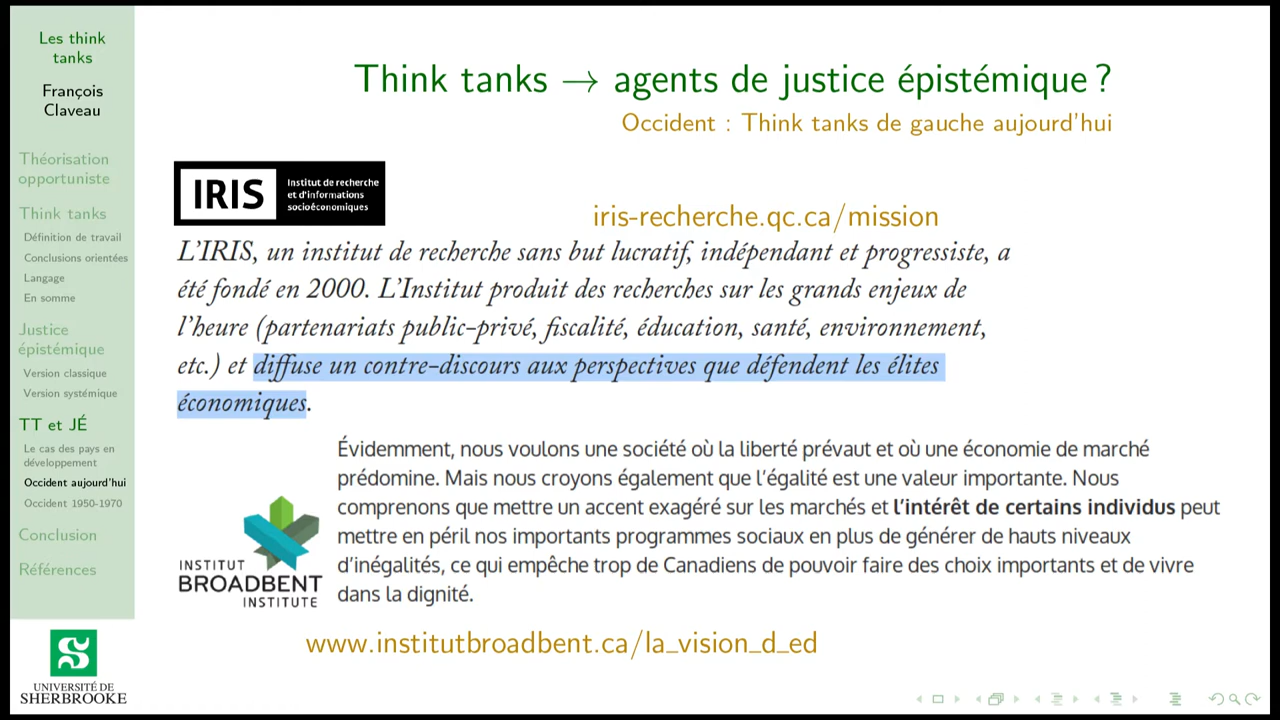 Les think
tanks
François
Claveau
Théorisation
opportuniste
Think tanks
Définition de travail
Conclusions orientées
Langage
En somme
Justice
épistémique
Version classique
Version systémique
TT et JÉ
Le cas des pays en
développement
Occident aujourd'hui
Occident 1950-1970
Conclusion
Références
UNIVERSITÉ DE
SHERBROOKE
Think tanks → agents de justice épistémique ?
Occident : Think tanks de gauche aujourd'hui
IRIS
Institut de recherche
et d'informations
socioéconomiques
iris-recherche.qc.ca/mission
L'IRIS, un institut de recherche sans but lucratif, indépendant et progressiste, a
été fondé en 2000. L'Institut produit des recherches sur les grands enjeux de
l'heure (partenariats public-privé, fiscalité, éducation, santé, environnement,
etc.) et diffuse un contre-discours aux perspectives que défendent les élites
économiques.
Évidemment, nous voulons une société où la liberté prévaut et où une économie de marché
prédomine. Mais nous croyons également que l'égalité est une valeur importante. Nous
comprenons que mettre un accent exagéré sur les marchés et l'intérêt de certains individus peut
mettre en péril nos importants programmes sociaux en plus de générer de hauts niveaux
d'inégalités, ce qui empêche trop de Canadiens de pouvoir faire des choix importants et de vivre
dans la dignité.
INSTITUT
BROADBENT
INSTITUTE
www.institutbroadbent.ca/la_vision_d_ed